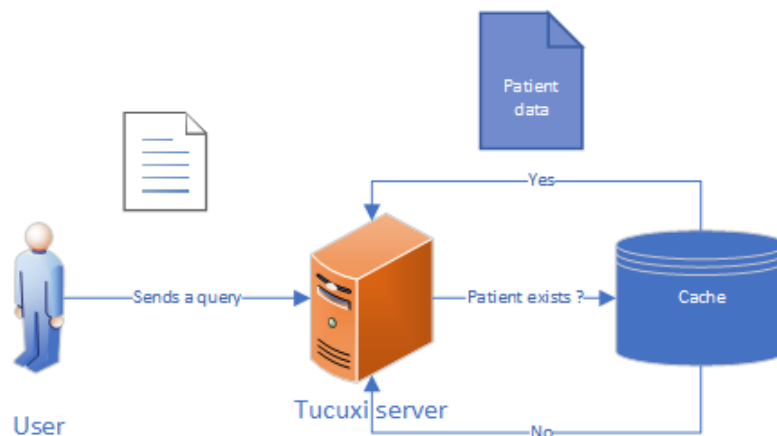 Patient
data
Yes
Sends a query
Patient exists ?
Cache
Tucuxi server
User
No